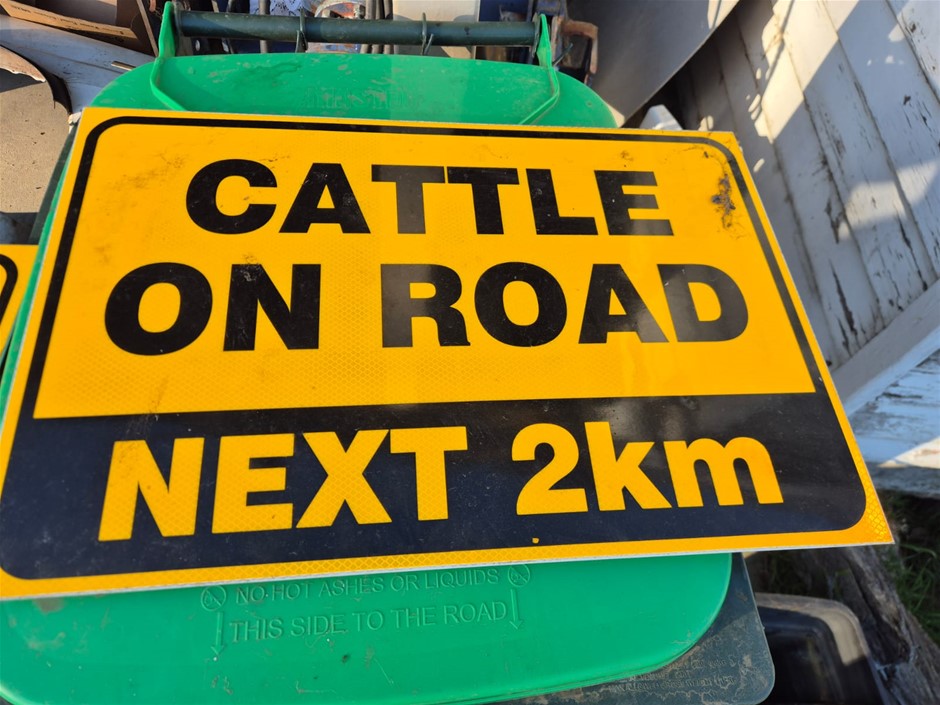 CATTLE
ON ROAD
NEXT 2km
NO HOT ASHES OR LIQUIDS
THIS SIDE TO THE ROAD